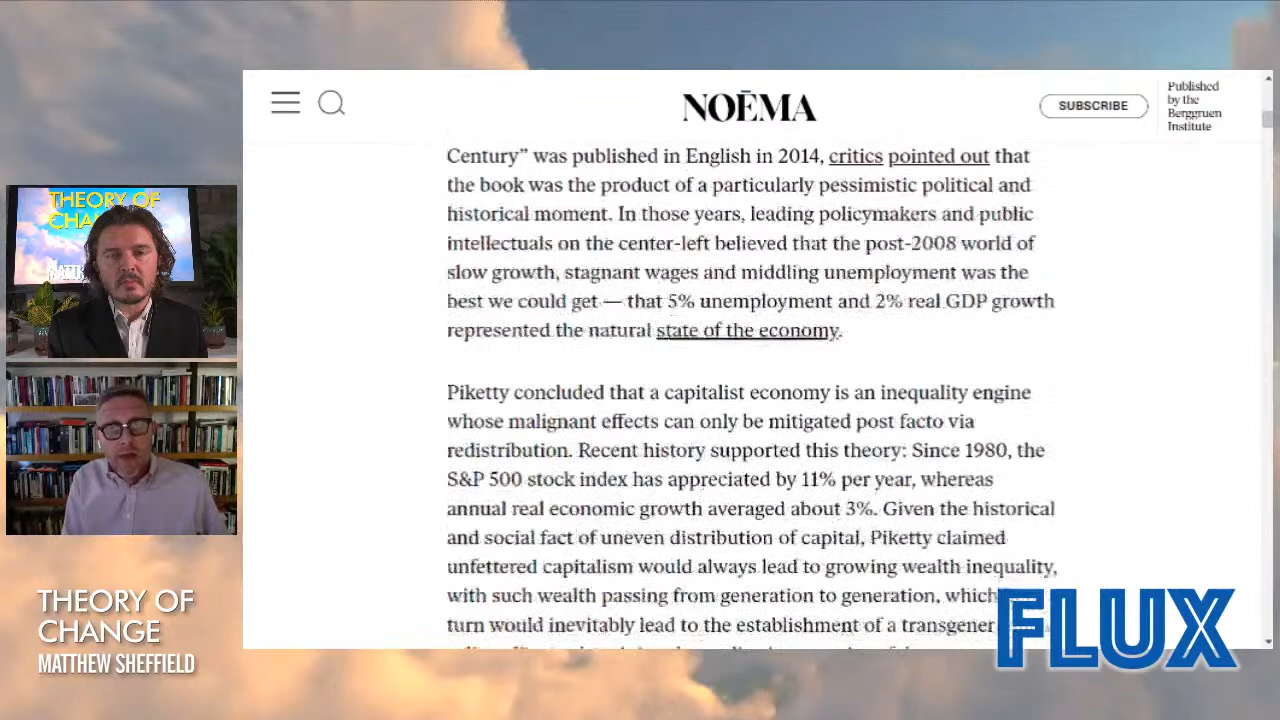 NOĒMA
SUBSCRIBE
Published
by the
Berggruen
Institute
Century” was published in English in 2014, critics pointed out that
the book was the product of a particularly pessimistic political and
historical moment. In those years, leading policymakers and public
intellectuals on the center-left believed that the post-2008 world of
slow growth, stagnant wages and middling unemployment was the
best we could get — that 5% unemployment and 2% real GDP growth
represented the natural state of the economy.
Piketty concluded that a capitalist economy is an inequality engine
whose malignant effects can only be mitigated post facto via
redistribution. Recent history supported this theory: Since 1980, the
S&P 500 stock index has appreciated by 11% per year, whereas
annual real economic growth averaged about 3%. Given the historical
and social fact of uneven distribution of capital, Piketty claimed
unfettered capitalism would always lead to growing wealth inequality,
with such wealth passing from generation to generation, which
turn would inevitably lead to the establishment of a transgener
THEORY OF
CHA
THEORY OF
CHANGE
MATTHEW SHEFFIELD
FLUX